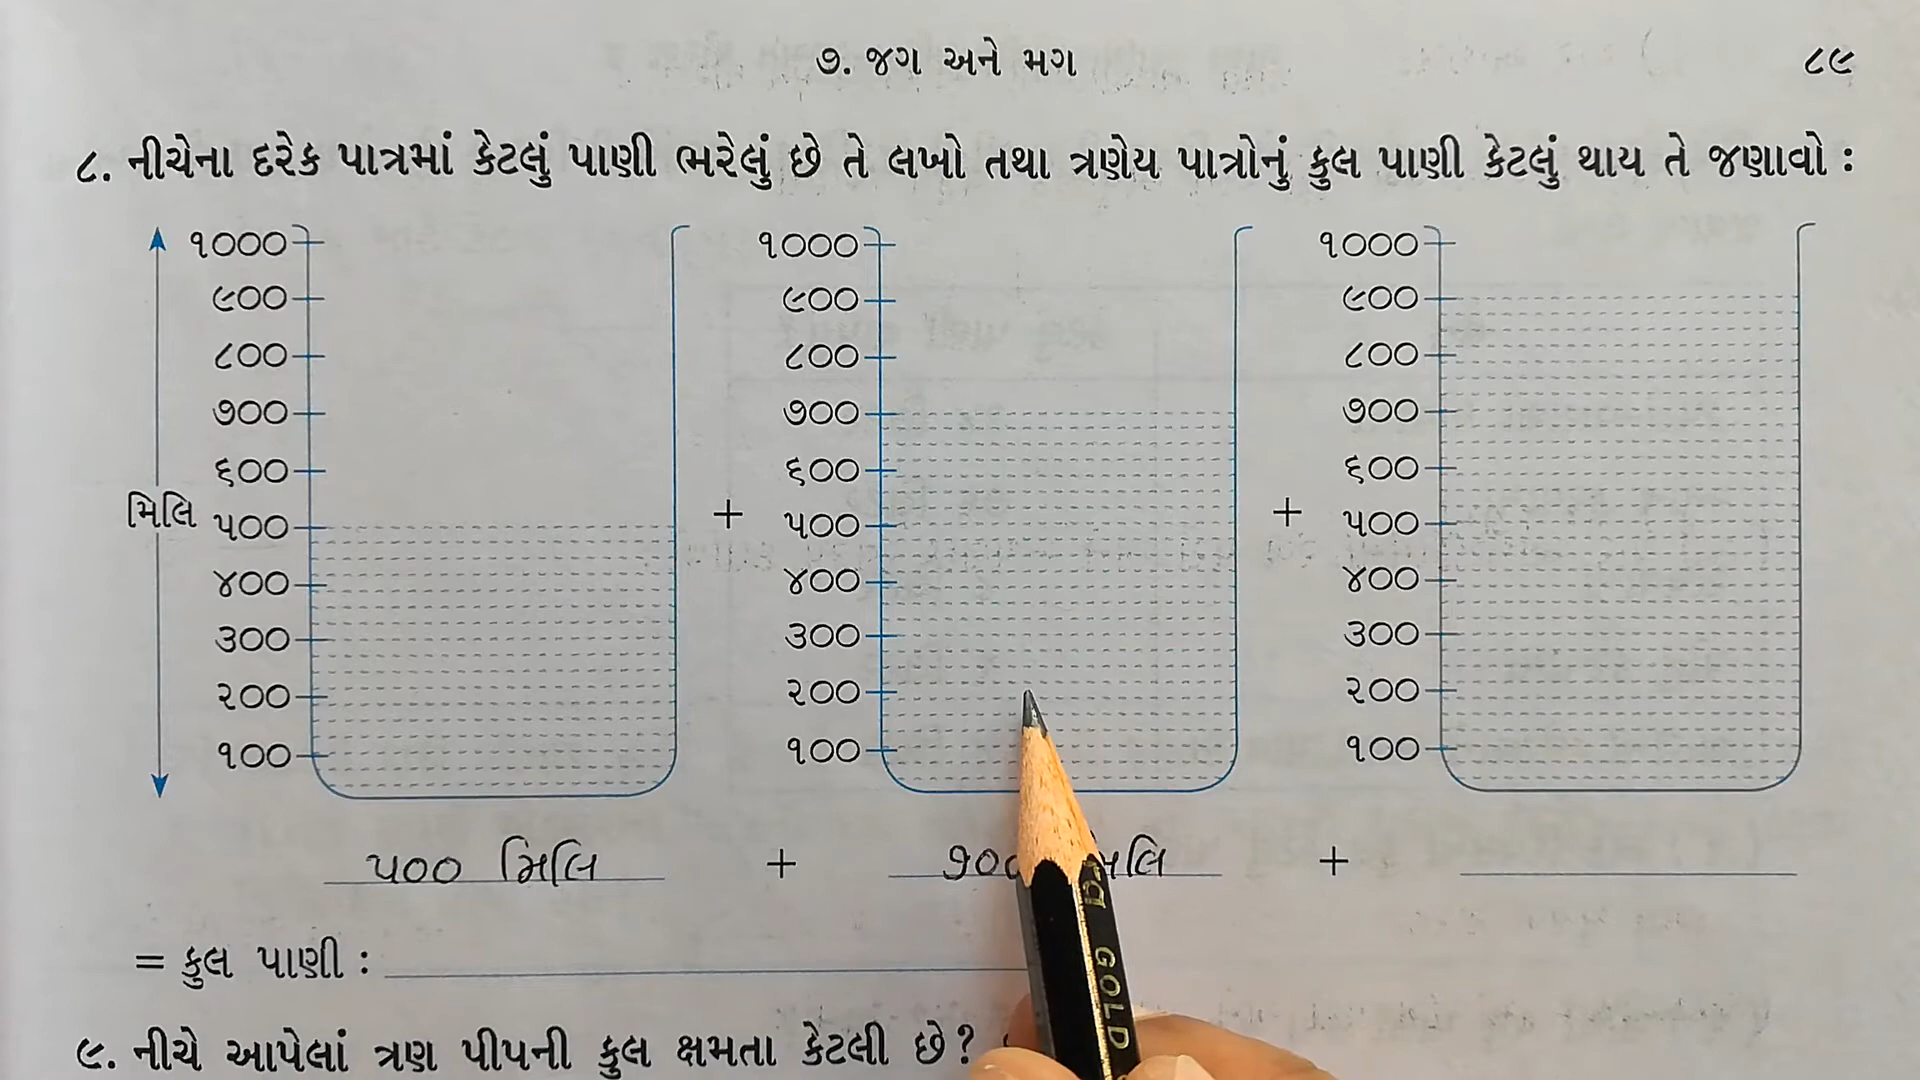 ૭. જગ અને મગ ૮૯
૮. નીચેના દરેક પાત્રમાં કેટલું પાણી ભરેલું છે તે લખો તથા ત્રણેય પાત્રોનું કુલ પાણી કેટલું થાય તે જણાવો :
૧૦૦૦ ૧૦૦૦ ૧૦૦૦
૯૦૦ ૯૦૦ ૯૦૦
૮૦૦ ૮૦૦ ૮૦૦
૭૦૦ ૭૦૦ ૭૦૦
૬૦૦ ૬૦૦ ૬૦૦
મિલિ ૫૦૦ + ૫૦૦ + ૫૦૦
૪૦૦ ૪૦૦ ૪૦૦
૩૦૦ ૩૦૦ ૩૦૦
૨૦૦ ૨૦૦ ૨૦૦
૧૦૦ ૧૦૦ ૧૦૦
૫૦૦ મિલિ + +
= કુલ પાણી :
GOLD
૯. નીચે આપેલાં ત્રણ પીપની કુલ ક્ષમતા કેટલી છે?